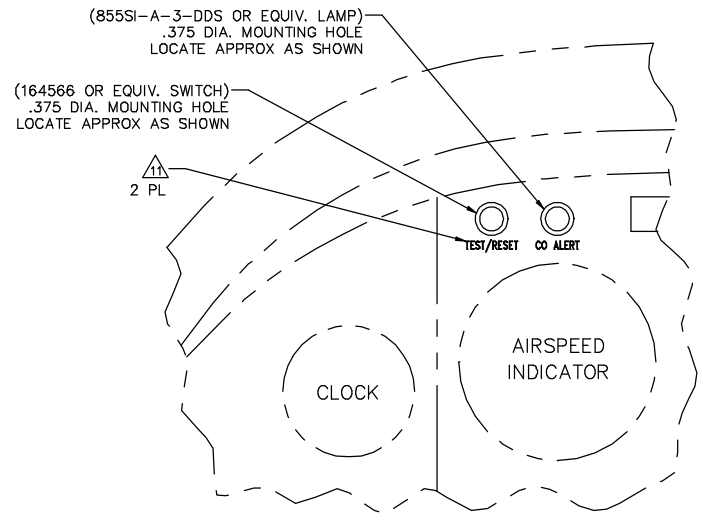 (855SI-A-3-DDS OR EQUIV. LAMP)
.375 DIA. MOUNTING HOLE
LOCATE APPROX AS SHOWN
(164566 OR EQUIV. SWITCH)
.375 DIA. MOUNTING HOLE
LOCATE APPROX AS SHOWN
11
2 PL
TEST/RESET
CO ALERT
AIRSPEED
INDICATOR
CLOCK